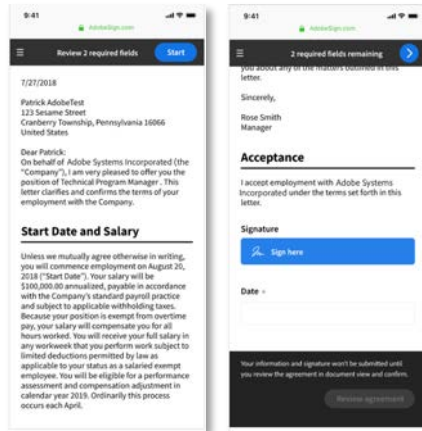 9:41
AdobeSign.com
Review 2 required fields
Start
7/27/2018
Patrick AdobeTest
123 Sesame Street
Cranberry Township, Pennsylvania 16066
United States
Dear Patrick:
On behalf of Adobe Systems Incorporated (the
"Company"), I am very pleased to offer you the
position of Technical Program Manager . This
letter clarifies and confirms the terms of your
employment with the Company.
Start Date and Salary
Unless we mutually agree otherwise in writing,
you will commence employment on August 20,
2018 ("Start Date"). Your salary will be
$100,000.00 annualized, payable in accordance
with the Company's standard payroll practice
and subject to applicable withholding taxes.
Because your position is exempt from overtime
pay, your salary will compensate you for all
hours worked. You will receive your full salary in
any workweek that you perform work subject to
limited deductions permitted by law as
applicable to your status as a salaried exempt
employee. You will be eligible for a performance
assessment and compensation adjustment in
calendar year 2019. Ordinarily this process
occurs each April.
9:41
AdobeSign.com
2 required fields remaining
you about any of the matters outlined in this
letter.
Sincerely,
Rose Smith
Manager
Acceptance
I accept employment with Adobe Systems
Incorporated under the terms set forth in this
letter.
Signature
Sign here
Date *
Your information and signature won't be submitted until
you review the agreement in document view and confirm.
Review agreement